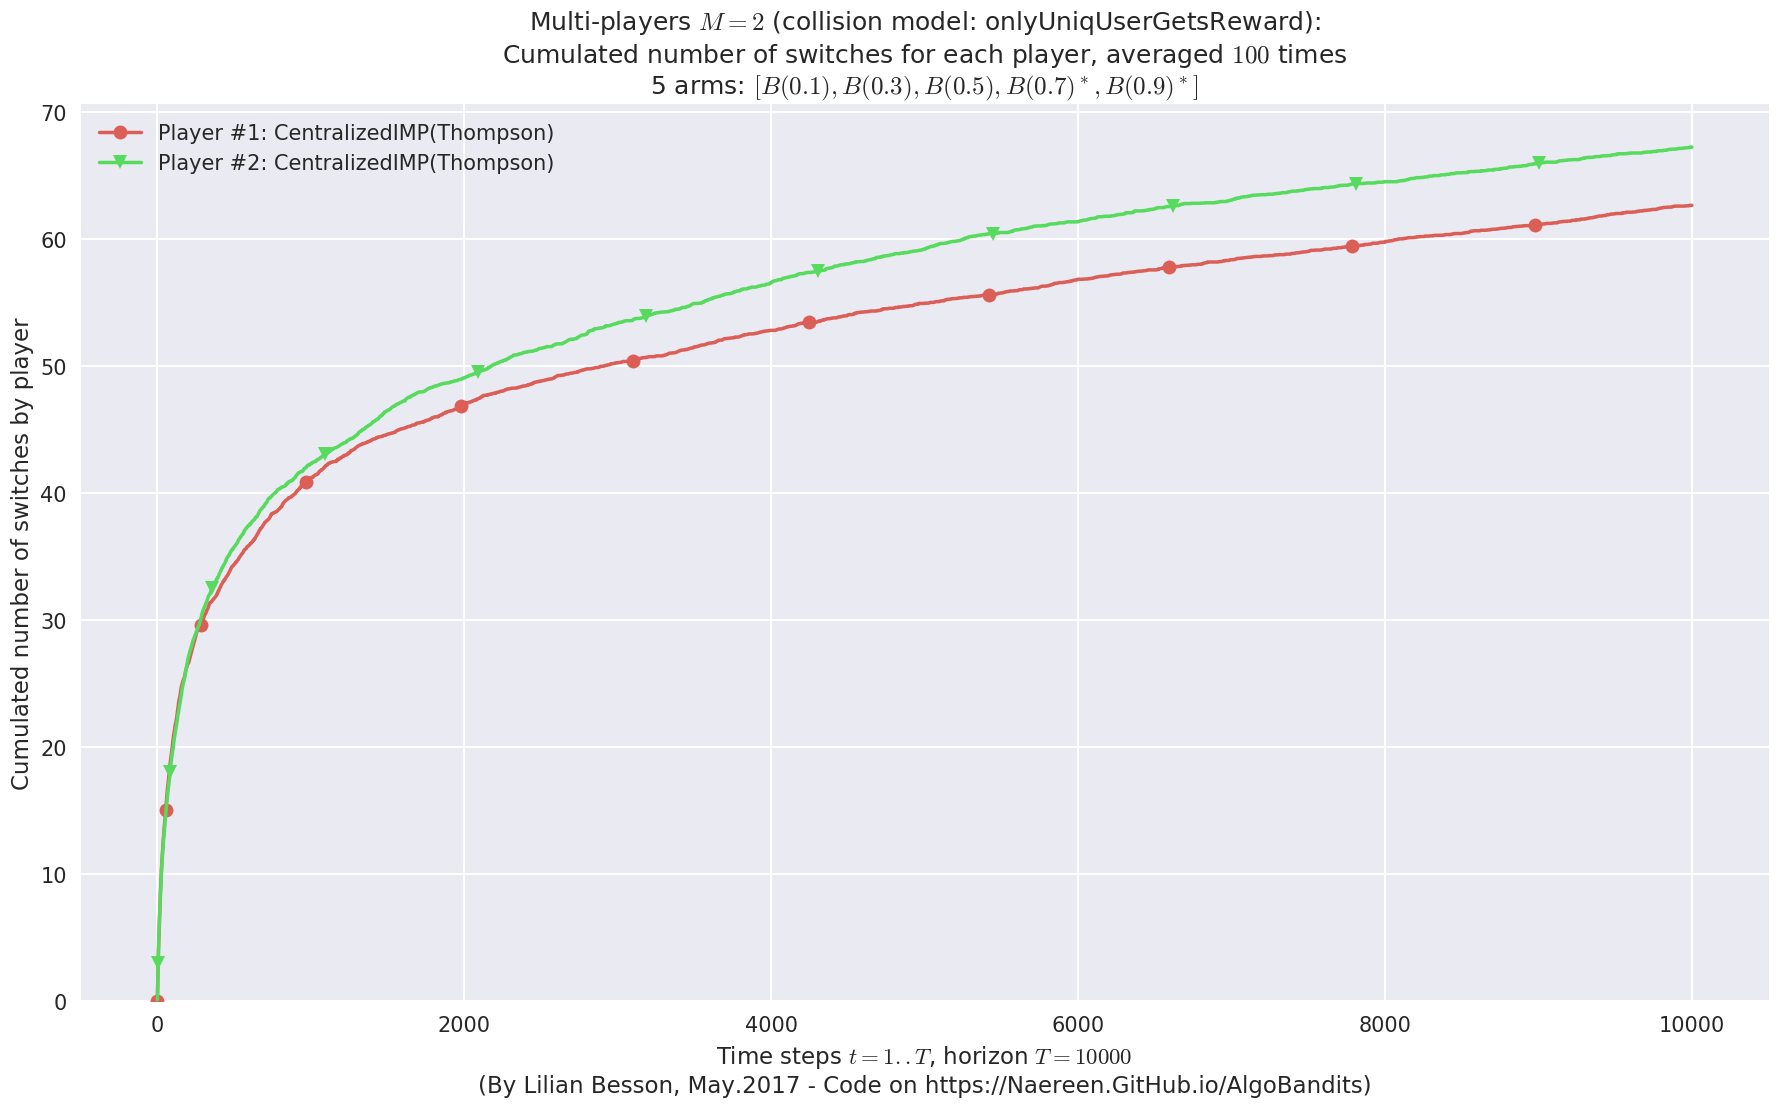 Multi-players M = 2 (collision model: onlyUniqUserGetsReward):
Cumulated number of switches for each player, averaged 100 times
5 arms: [B(0.1), B(0.3), B(0.5), B(0.7)*, B(0.9)*]
Player #1: CentralizedIMP(Thompson)
Player #2: CentralizedIMP(Thompson)
Cumulated number of switches by player
70
60
50
40
30
20
10
0
0 2000 4000 6000 8000 10000
Time steps t = 1..T, horizon T = 10000
(By Lilian Besson, May.2017 - Code on https://Naereen.GitHub.io/AlgoBandits)